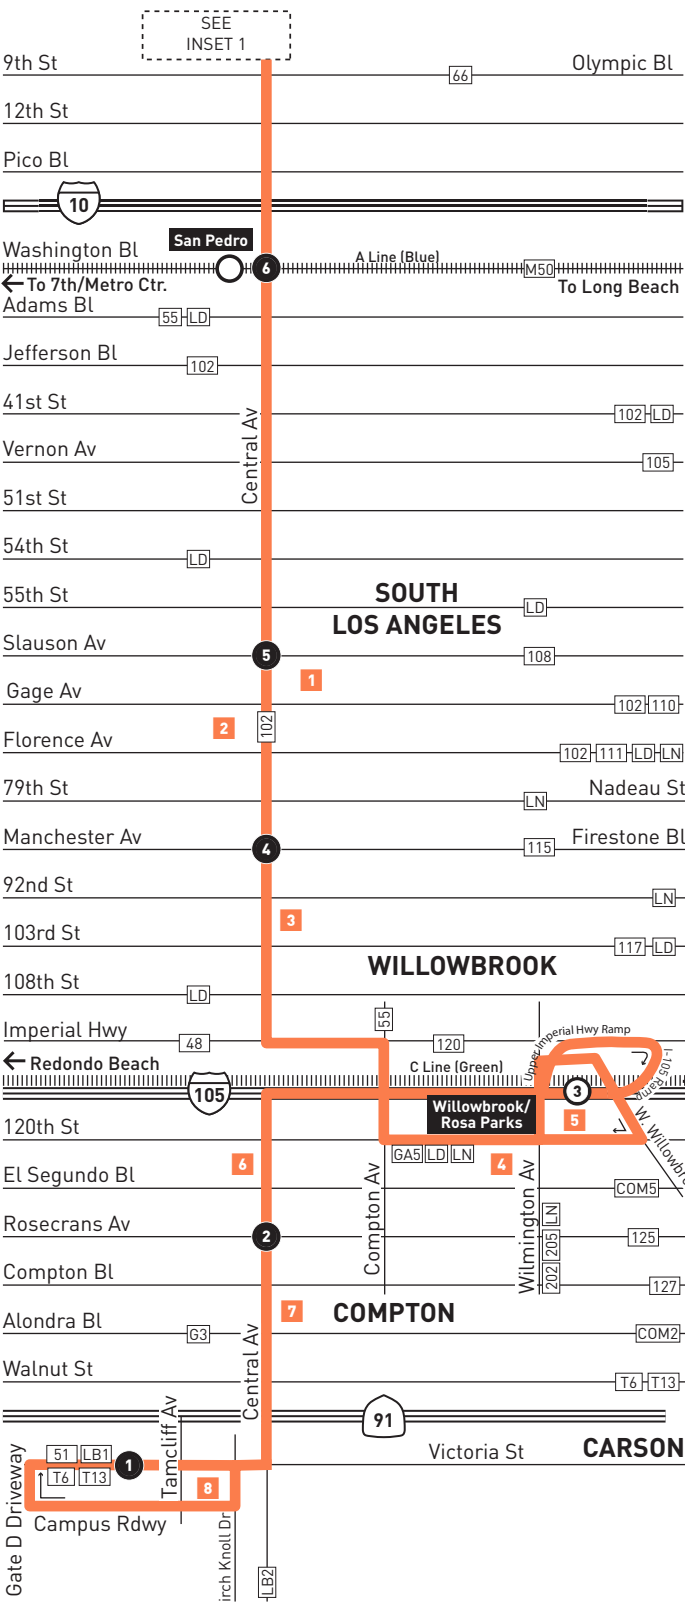 SEE
INSET 1
9th St
Olympic Bl
66
12th St
Pico Bl
10
Washington Bl
San Pedro
6
A Line (Blue)
M50
To 7th/Metro Ctr.
To Long Beach
Adams Bl
55 LD
Jefferson Bl
102
41st St
102 LD
Central Av
Vernon Av
105
51st St
54th St
LD
55th St
SOUTH
LOS ANGELES
LD
Slauson Av
5
108
1
Gage Av
102 110
2
102
Florence Av
102 111 LD LN
79th St
Nadeau St
LN
Manchester Av
4
115
Firestone Bl
92nd St
LN
3
103rd St
117 LD
WILLOWBROOK
108th St
LD
55
Imperial Hwy
48
120
Upper Imperial Hwy Ramp
Redondo Beach
C Line (Green)
I-105 Ramp
105
3
Willowbrook/
Rosa Parks
5
120th St
GA5 LD LN
4
6
El Segundo Bl
COM5
Compton Av
Wilmington Av
202 205 LN
Rosecrans Av
2
125
Compton Bl
127
7
COMPTON
Alondra Bl
G3
COM2
Central Av
Walnut St
T6 T13
91
Tamcliff Av
Victoria St
CARSON
51 LB1
1
T6 T13
8
Gate D Driveway
Campus Rdwy
LB2